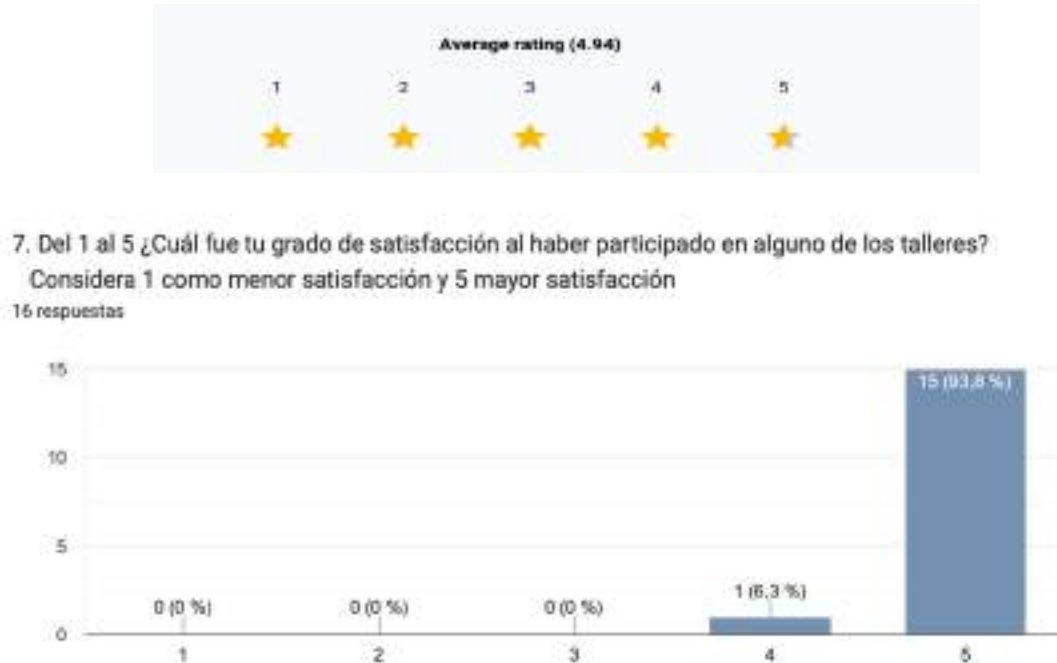 Average rating (4.94)
1 2 3 4 5
7. Del 1 al 5 ¿Cuál fue tu grado de satisfacción al haber participado en alguno de los talleres?
Considera 1 como menor satisfacción y 5 mayor satisfacción
16 respuestas
15
15 (93,8 %)
10
5
1 (6,3 %)
0 (0 %) 0 (0 %) 0 (0 %)
0
1 2 3 4 5